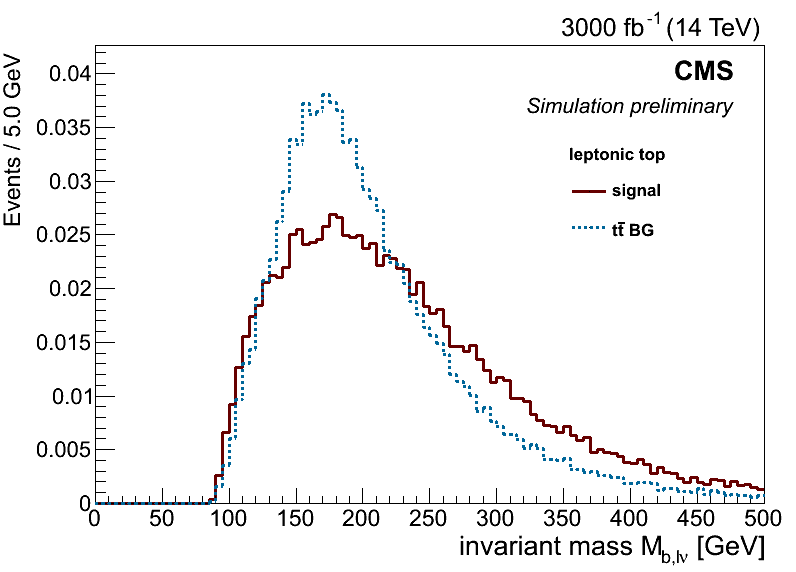 3000 fb⁻¹ (14 TeV)
Events / 5.0 GeV
0.04
0.035
0.03
0.025
0.02
0.015
0.01
0.005
0
CMS
Simulation preliminary
leptonic top
signal
tt̄ BG
0 50 100 150 200 250 300 350 400 450 500
invariant mass M_b,lν [GeV]